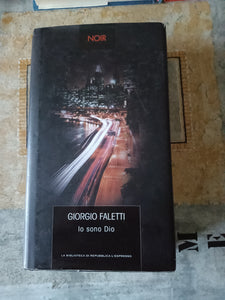 NOIR
GIORGIO FALETTI
Io sono Dio
LA BIBLIOTECA DI REPUBBLICA-L'ESPRESSO